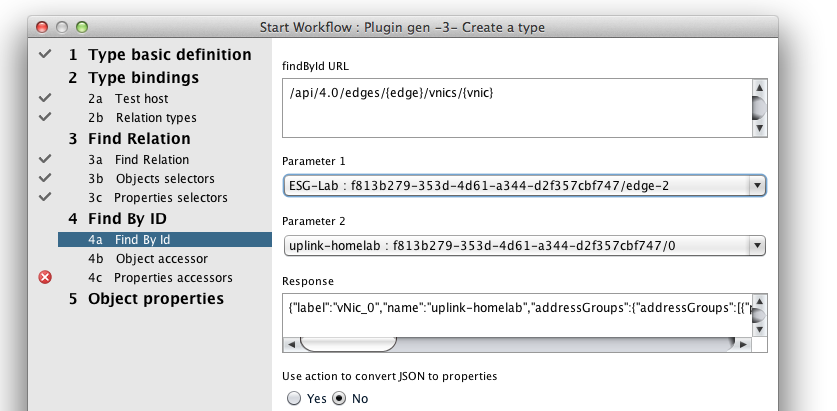 Start Workflow : Plugin gen -3- Create a type
1 Type basic definition
2 Type bindings
2a Test host
2b Relation types
3 Find Relation
3a Find Relation
3b Objects selectors
3c Properties selectors
4 Find By ID
4a Find By Id
4b Object accessor
4c Properties accessors
5 Object properties
findById URL
/api/4.0/edges/{edge}/vnics/{vnic}
Parameter 1
ESG-Lab : f813b279-353d-4d61-a344-d2f357cbf747/edge-2
Parameter 2
uplink-homelab : f813b279-353d-4d61-a344-d2f357cbf747/0
Response
{"label":"vNic_0","name":"uplink-homelab","addressGroups":{"addressGroups":[{"
Use action to convert JSON to properties
Yes No